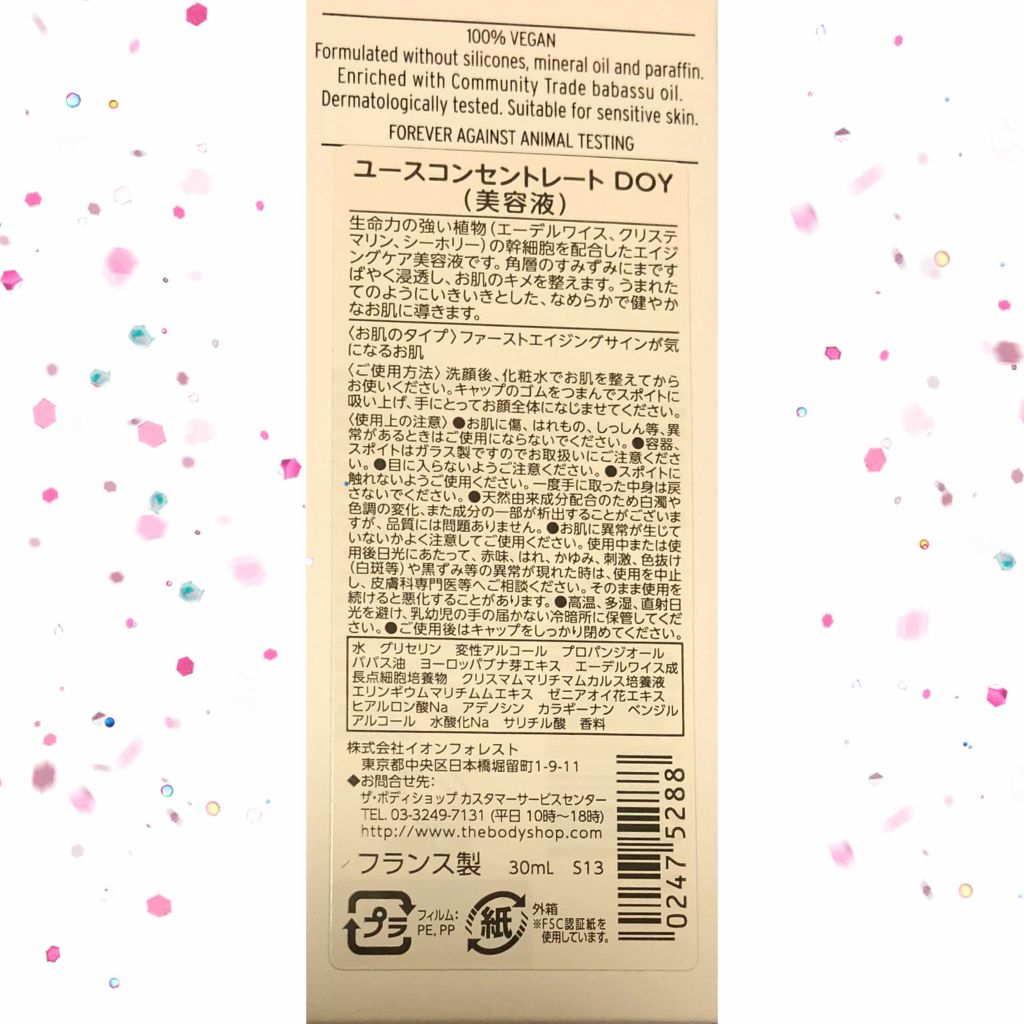 100% VEGAN
Formulated without silicones, mineral oil and paraffin.
Enriched with Community Trade babassu oil.
Dermatologically tested. Suitable for sensitive skin.
FOREVER AGAINST ANIMAL TESTING
ユースコンセントレート DOY
(美容液)
生命力の強い植物(エーデルワイス、クリステ
マリン、シーホリー)の幹細胞を配合したエイジ
ングケア美容液です。角層のすみずみにまです
ばやく浸透し、お肌のキメを整えます。うまれた
てのようにいきいきとした、なめらかで健やか
なお肌に導きます。
〈お肌のタイプ〉ファーストエイジングサインが気
になるお肌
〈ご使用方法〉洗顔後、化粧水でお肌を整えてから
お使いください。キャップのゴムをつまんでスポイトに
吸い上げ、手にとってお顔全体になじませてください。
〈使用上の注意〉●お肌に傷、はれもの、しっしん等、異
常があるときはご使用にならないでください。●容器、
スポイトはガラス製ですのでお取扱いにご注意くださ
い。●目に入らないようご注意ください。●スポイトに
触れないようご使用ください。一度手に取った中身は戻
さないでください。●天然由来成分配合のため白濁や
色調の変化、また成分の一部が析出することがございま
すが、品質には問題ありません。●お肌に異常が生じて
いないかよく注意してご使用ください。使用中または使
用後日光にあたって、赤味、はれ、かゆみ、刺激、色抜け
(白斑等)や黒ずみ等の異常が現れた時は、使用を中止
し、皮膚科専門医等へご相談ください。そのまま使用を
続けると悪化することがあります。●高温、多湿、直射日
光を避け、乳幼児の手の届かない冷暗所に保管してくだ
さい。●ご使用後はキャップをしっかり閉めてください。
水 グリセリン 変性アルコール プロパンジオール
ババス油 ヨーロッパブナ芽エキス エーデルワイス成
長点細胞培養物 クリスマムマリチマムカルス培養液
エリンギウムマリチムムエキス ゼニアオイ花エキス
ヒアルロン酸Na アデノシン カラギーナン ベンジル
アルコール 水酸化Na サリチル酸 香料
株式会社イオンフォレスト
東京都中央区日本橋堀留町1-9-11
◆お問合せ先:
ザ・ボディショップ カスタマーサービスセンター
TEL. 03-3249-7131 (平日 10時〜18時)
http://www.thebodyshop.com
フランス製 30mL S13
0247 5288
プラ
フィルム:
PE, PP
紙
外箱
※FSC認証紙を
使用しています。